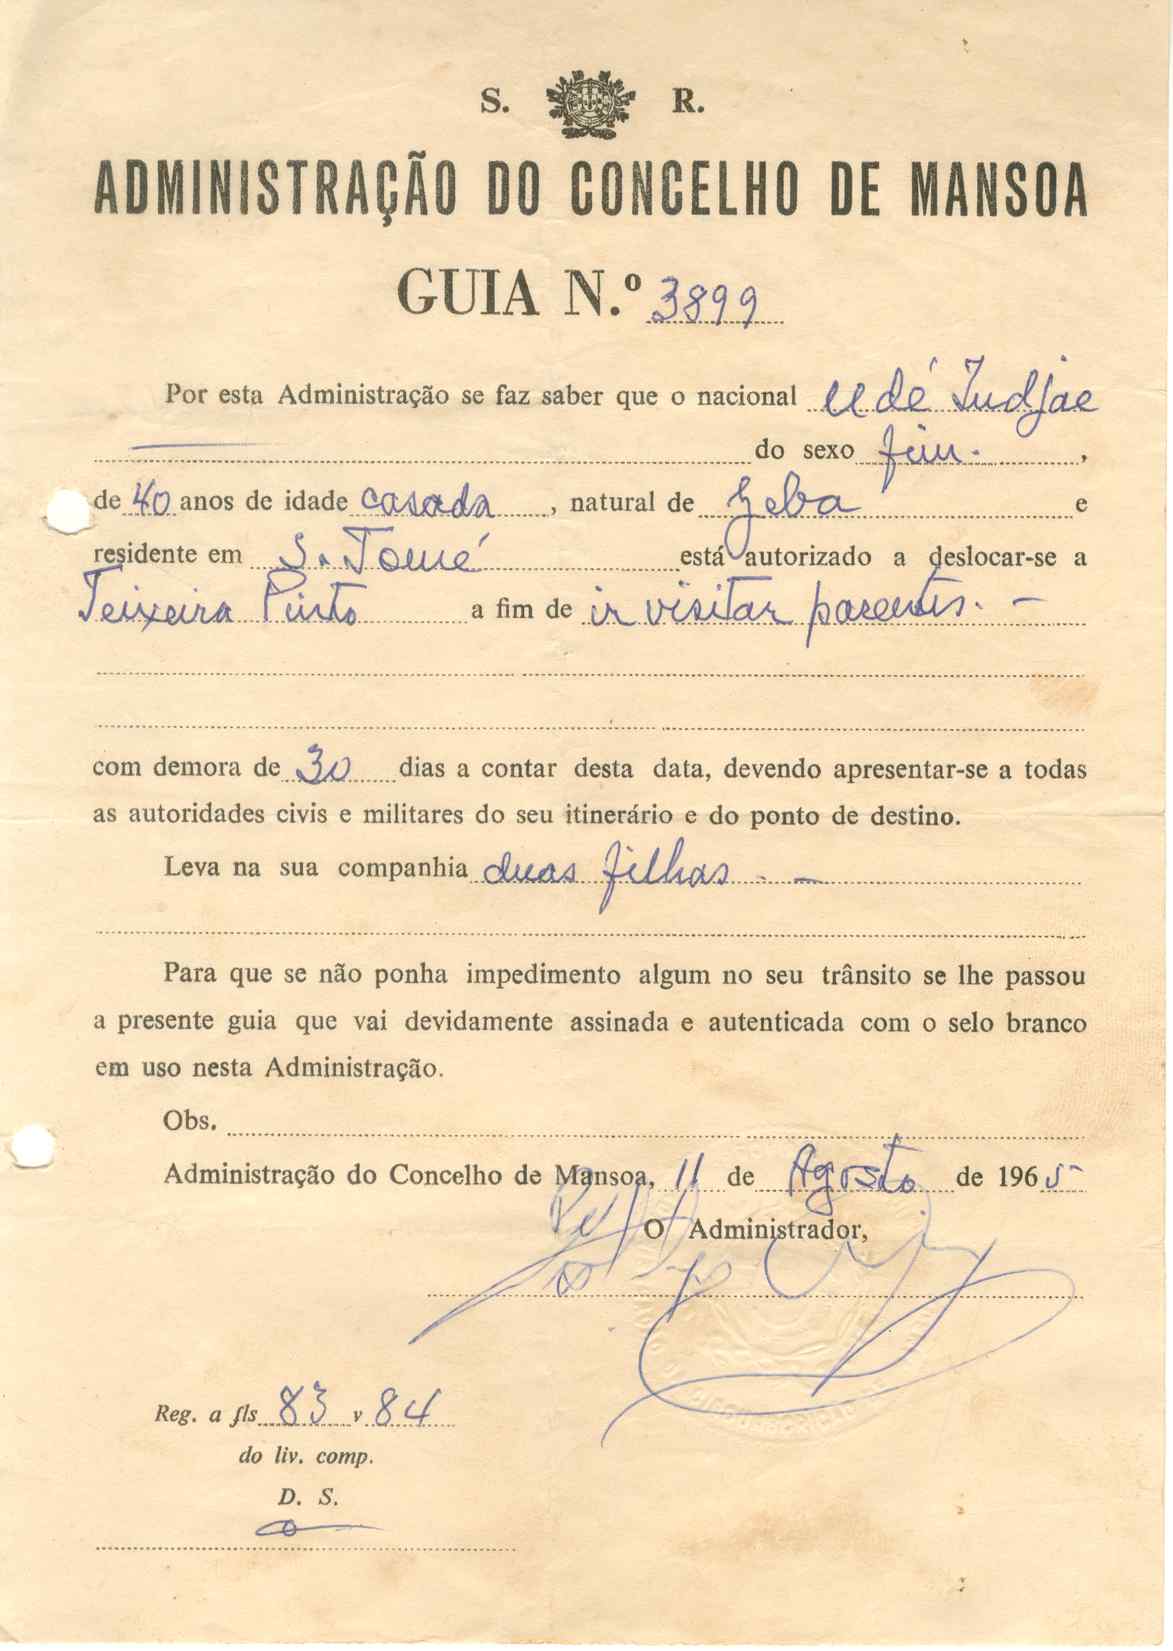 S. R.
ADMINISTRAÇÃO DO CONCELHO DE MANSOA
GUIA N.º 3899
Por esta Administração se faz saber que o nacional Udé Indjae
do sexo fem. ,
de 40 anos de idade casada , natural de Geba e
residente em S. Tomé está autorizado a deslocar-se a
Teixeira Pinto a fim de ir visitar parentes. —
com demora de 30 dias a contar desta data, devendo apresentar-se a todas
as autoridades civis e militares do seu itinerário e do ponto de destino.
Leva na sua companhia duas filhas . —
Para que se não ponha impedimento algum no seu trânsito se lhe passou
a presente guia que vai devidamente assinada e autenticada com o selo branco
em uso nesta Administração.
Obs.
Administração do Concelho de Mansoa, 11 de Agosto de 1965
O Administrador,
Reg. a fls 83 v 84
do liv. comp.
D. S.